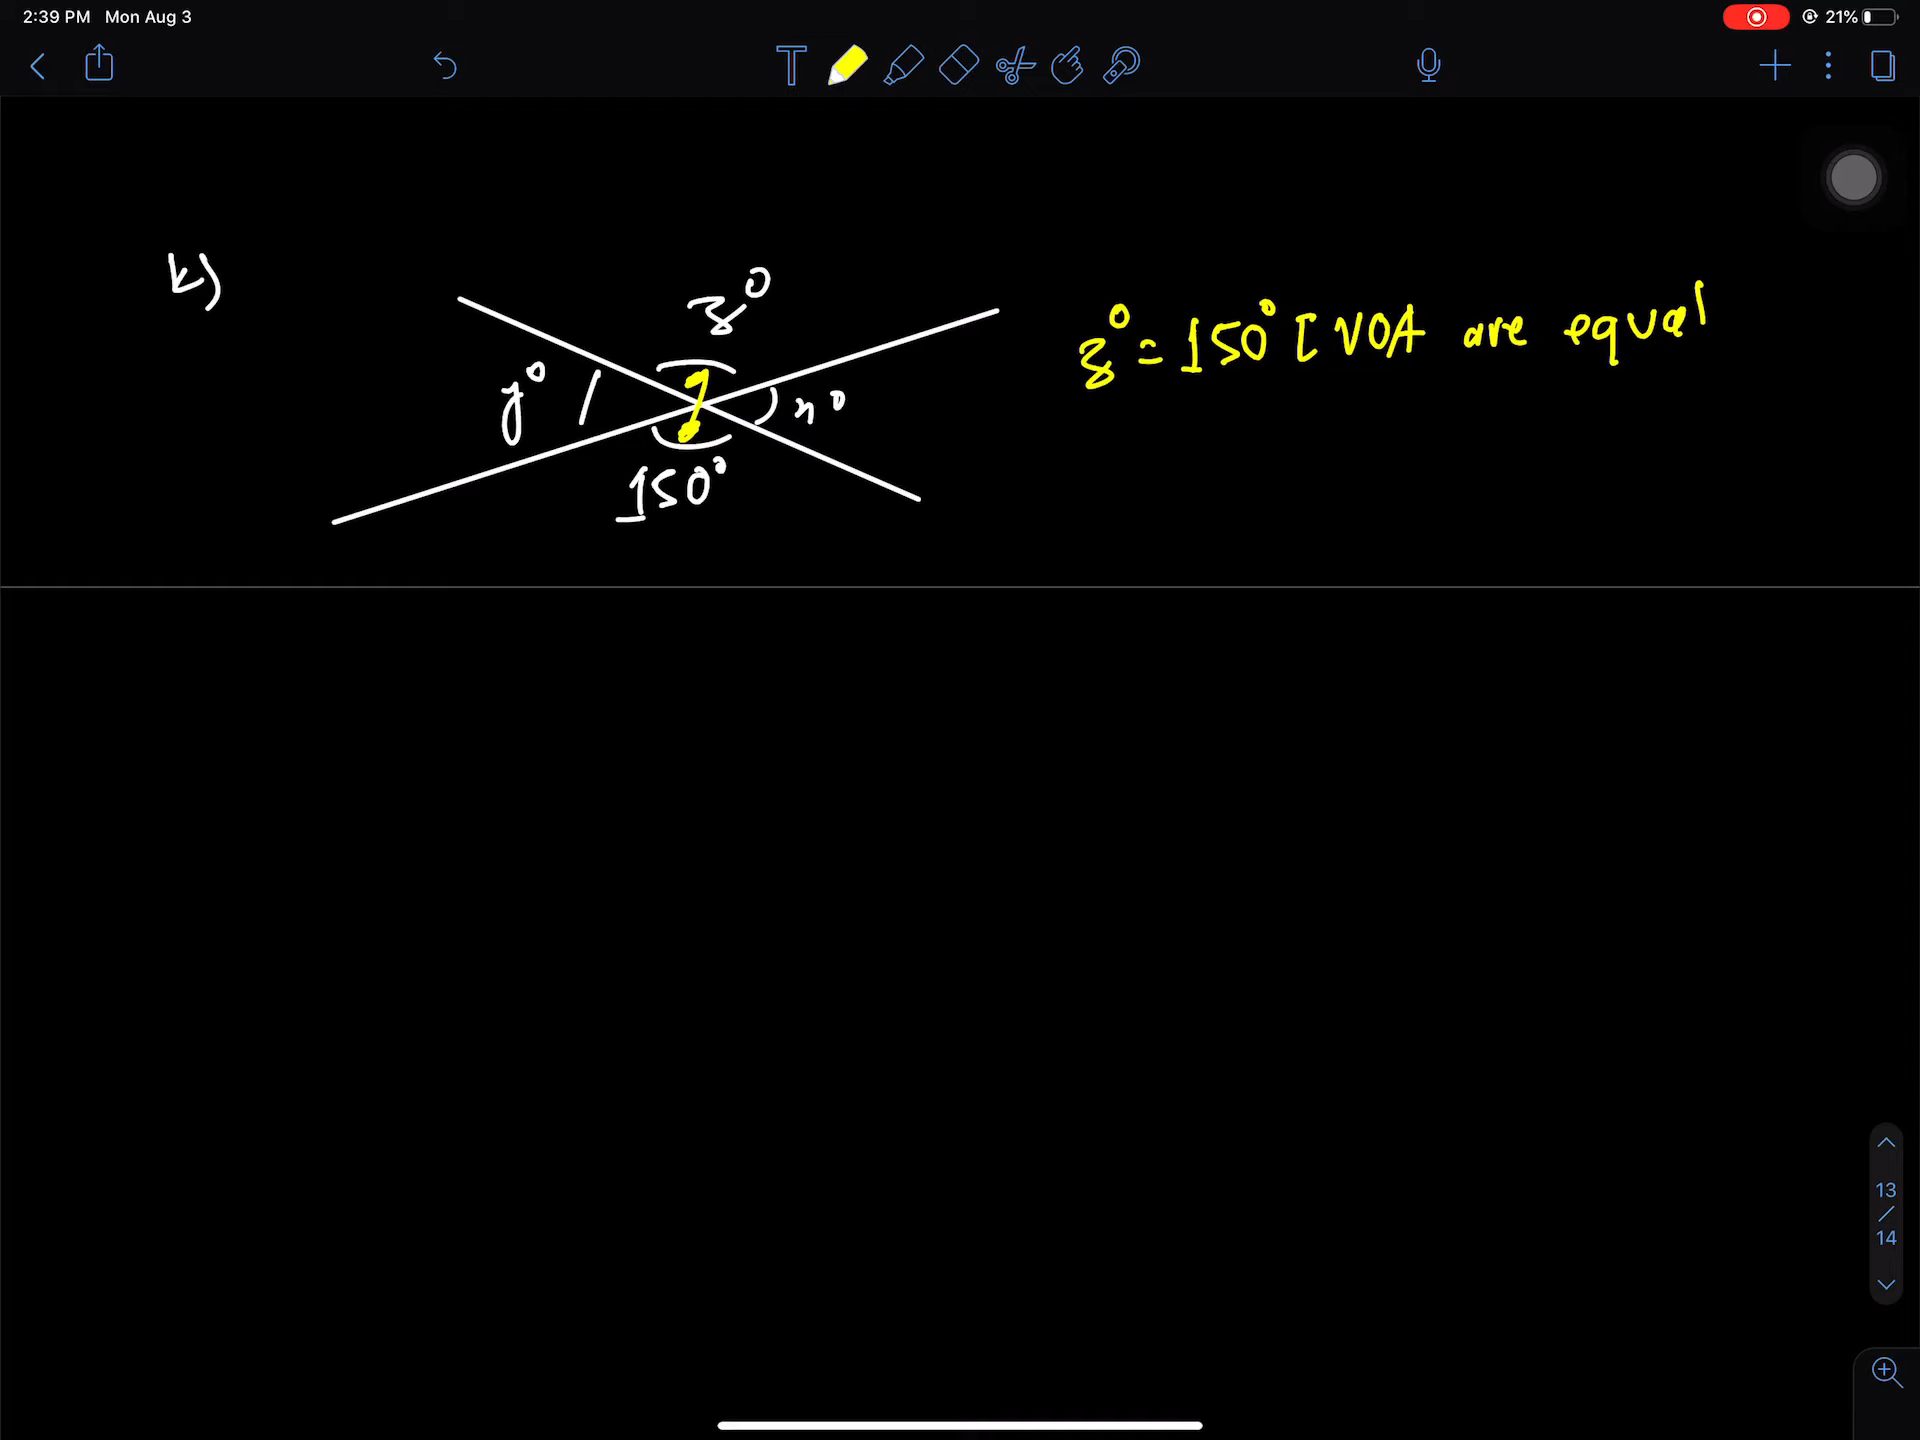 2:39 PM Mon Aug 3
21%
k)
z°
z° = 150° [ VOA are equal
y°
x°
150°
13
/
14